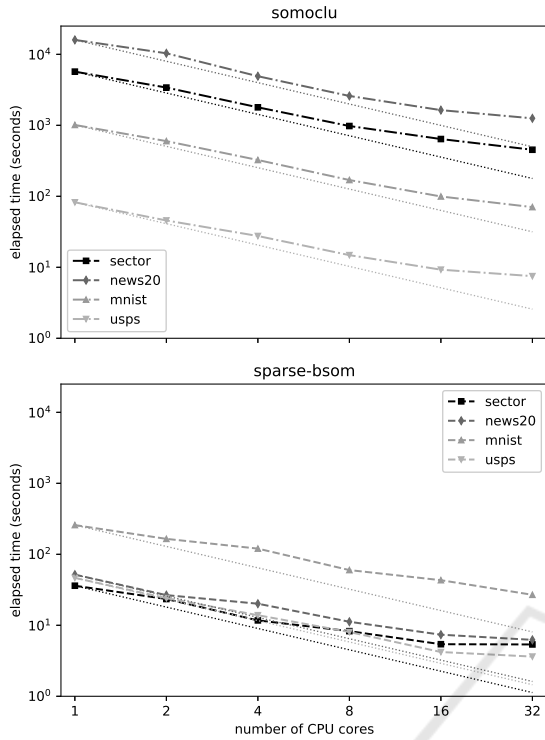 somoclu
elapsed time (seconds)
10^4
10^3
10^2
10^1
10^0
sector
news20
mnist
usps
sparse-bsom
elapsed time (seconds)
10^4
10^3
10^2
10^1
10^0
sector
news20
mnist
usps
1 2 4 8 16 32
number of CPU cores